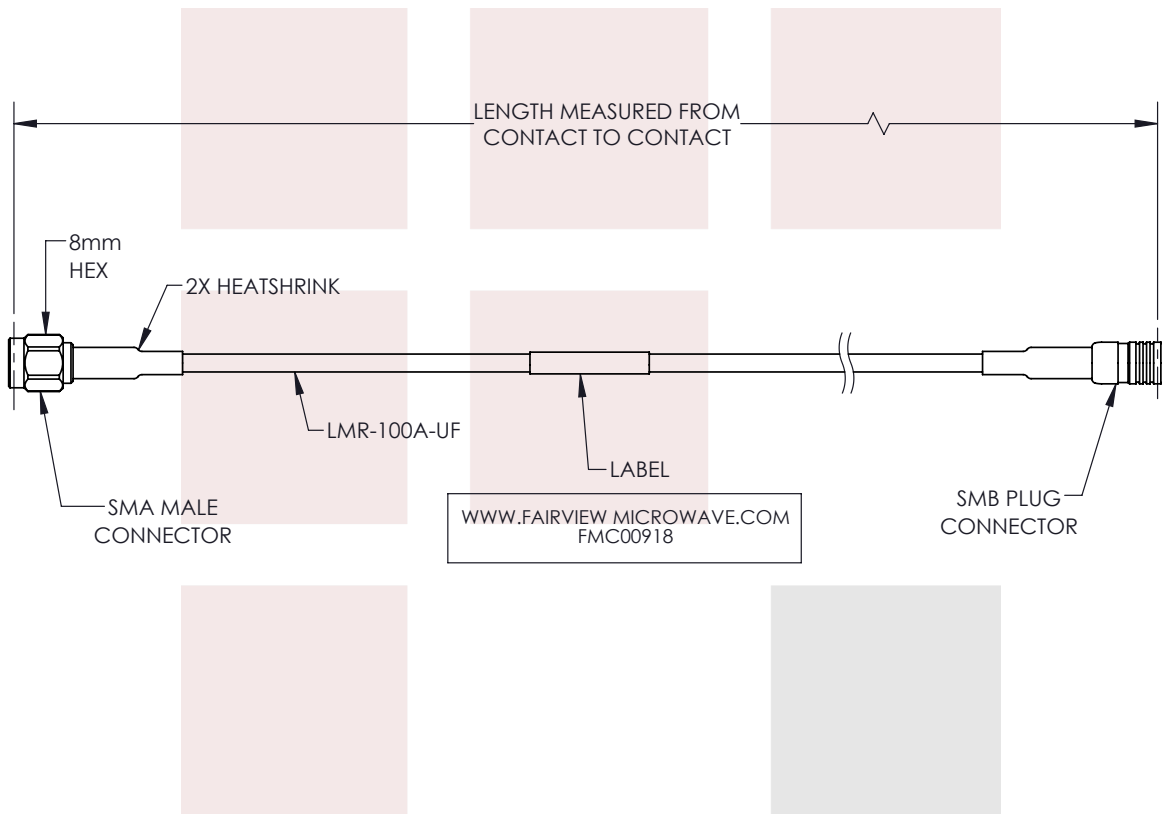 LENGTH MEASURED FROM
CONTACT TO CONTACT
8mm
HEX
2X HEATSHRINK
LMR-100A-UF
LABEL
SMA MALE
CONNECTOR
WWW.FAIRVIEW MICROWAVE.COM
FMC00918
SMB PLUG
CONNECTOR